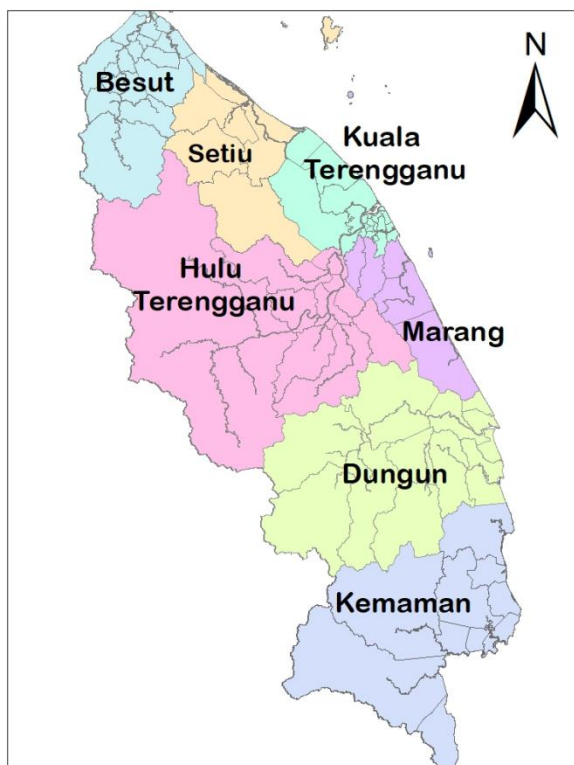 N
Besut
Setiu
Kuala
Terengganu
Hulu
Terengganu
Marang
Dungun
Kemaman